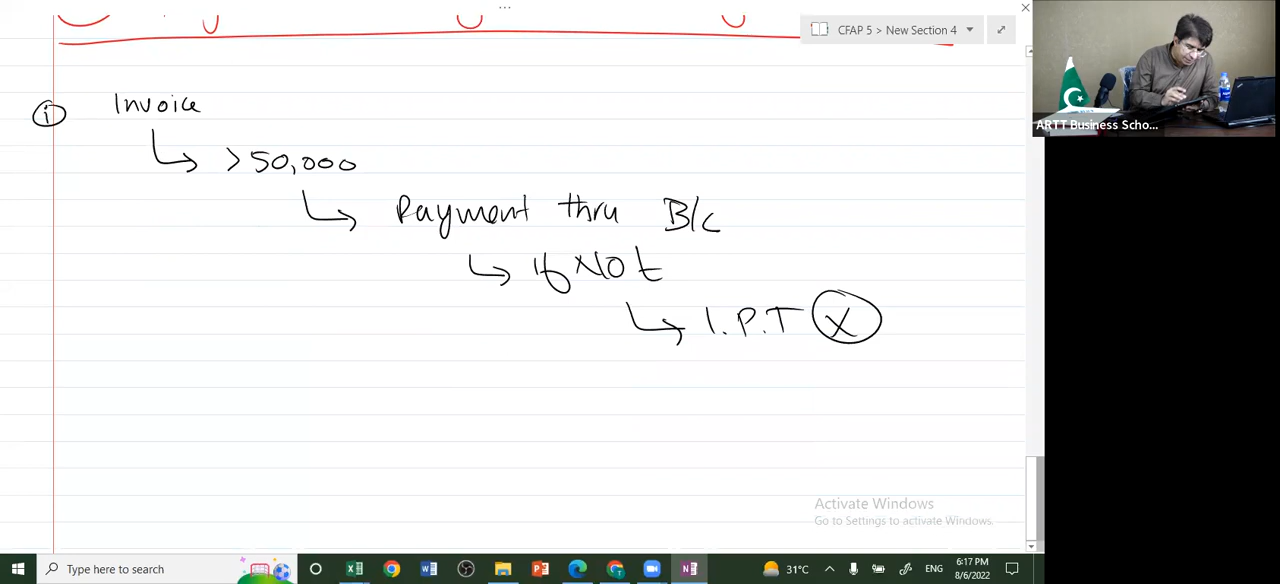 CFAP 5 > New Section 4
ARTT Business Scho...
i Invoice
> 50,000
Payment thru B/c
if Not
I.P.T X
Activate Windows
Go to Settings to activate Windows.
Type here to search
31°C
ENG
6:17 PM
8/6/2022